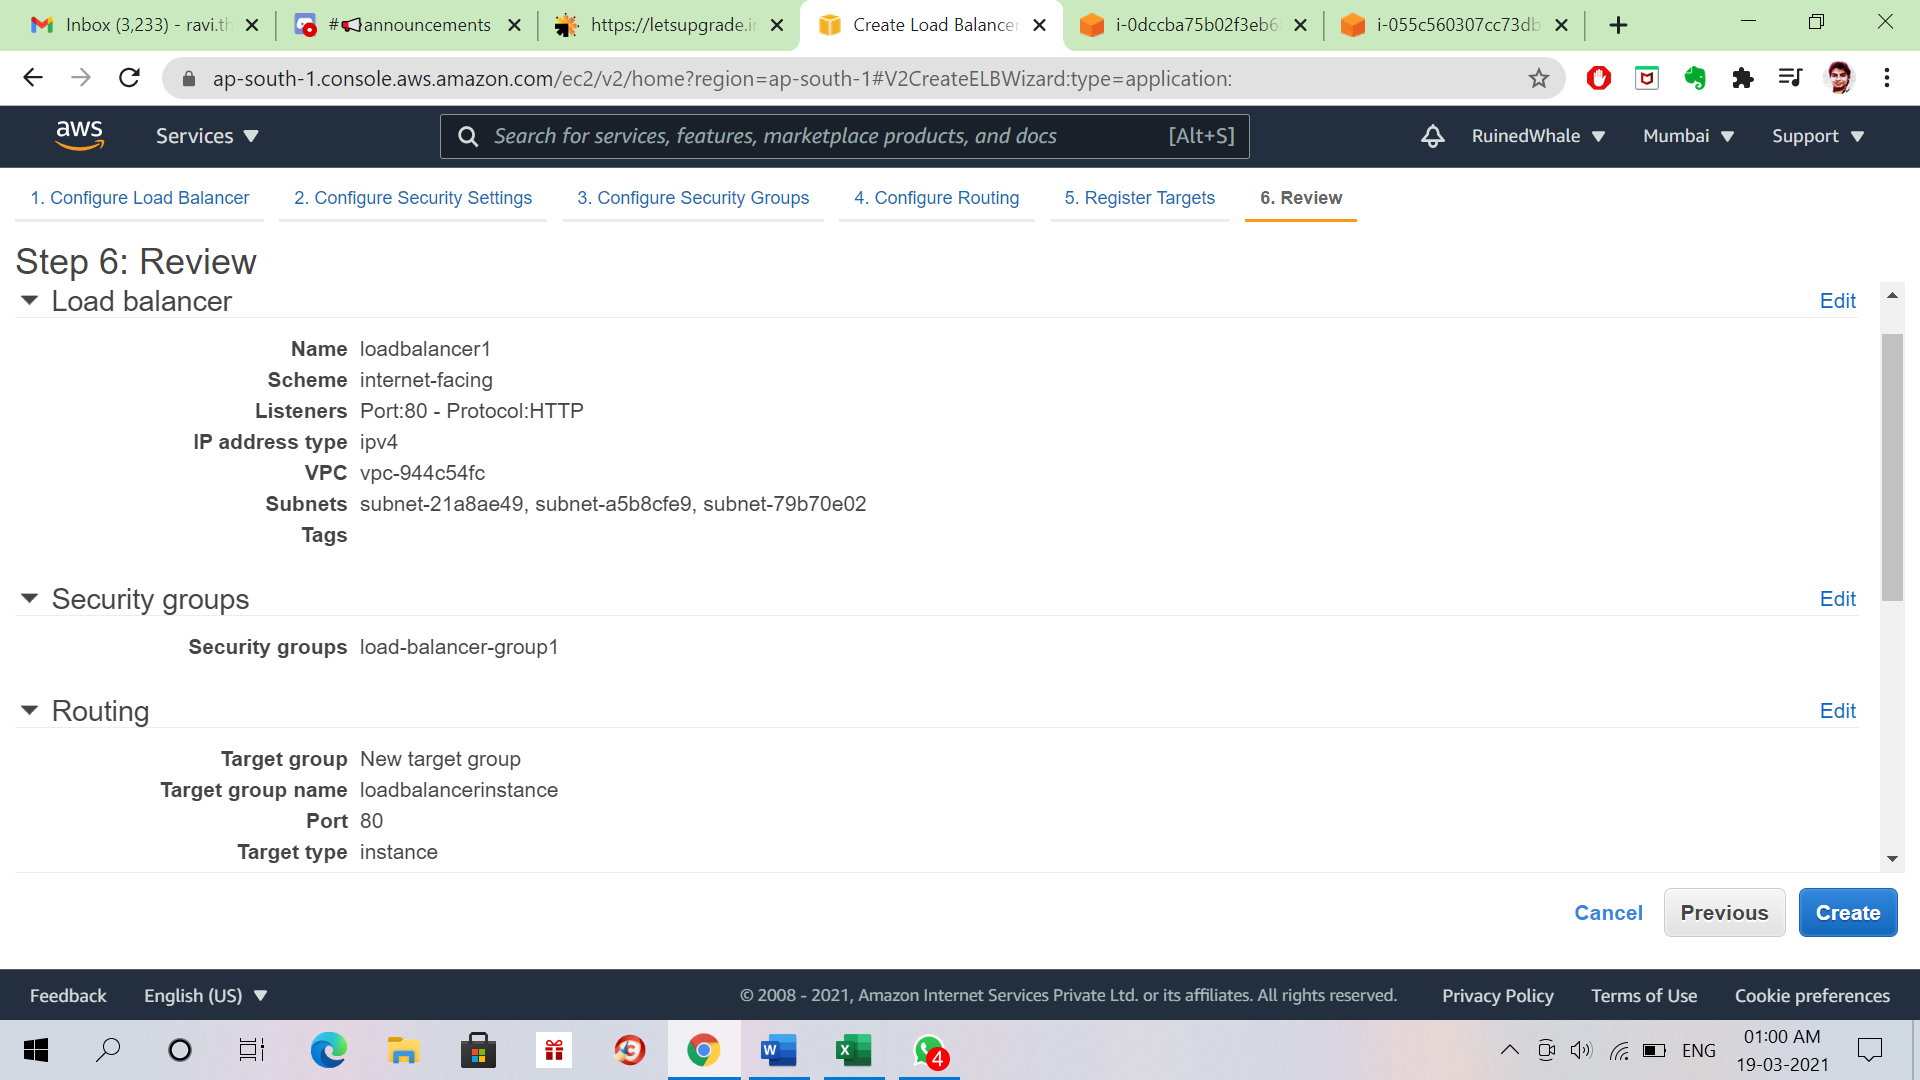 Inbox (3,233) - ravi.th
#📢announcements
https://letsupgrade.in
Create Load Balancer
i-0dccba75b02f3eb6
i-055c560307cc73db
ap-south-1.console.aws.amazon.com/ec2/v2/home?region=ap-south-1#V2CreateELBWizard:type=application:
aws
Services
Search for services, features, marketplace products, and docs
[Alt+S]
RuinedWhale
Mumbai
Support
1. Configure Load Balancer
2. Configure Security Settings
3. Configure Security Groups
4. Configure Routing
5. Register Targets
6. Review
Step 6: Review
Load balancer
Edit
Name loadbalancer1
Scheme internet-facing
Listeners Port:80 - Protocol:HTTP
IP address type ipv4
VPC vpc-944c54fc
Subnets subnet-21a8ae49, subnet-a5b8cfe9, subnet-79b70e02
Tags
Security groups
Edit
Security groups load-balancer-group1
Routing
Edit
Target group New target group
Target group name loadbalancerinstance
Port 80
Target type instance
Cancel
Previous
Create
Feedback
English (US)
© 2008 - 2021, Amazon Internet Services Private Ltd. or its affiliates. All rights reserved.
Privacy Policy
Terms of Use
Cookie preferences
4
ENG
01:00 AM
19-03-2021